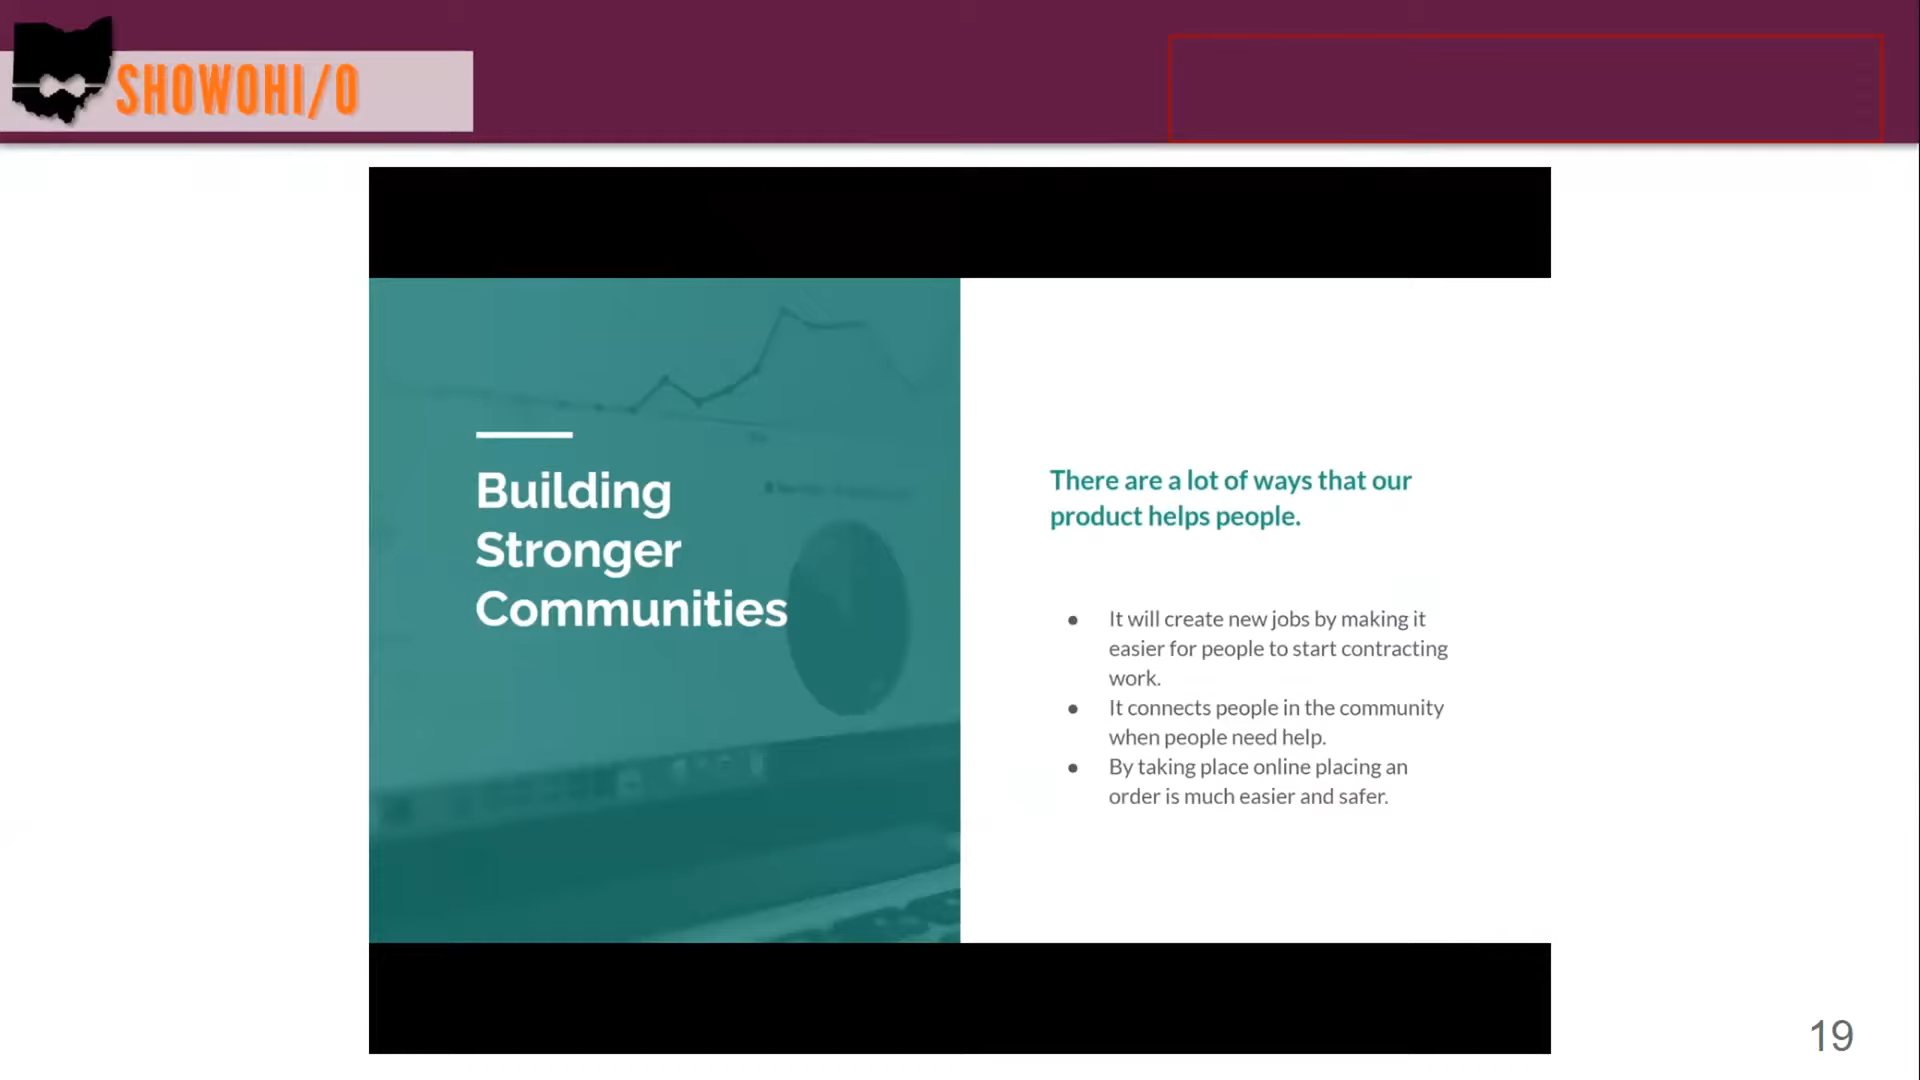 SHOWOHI/O
Building
Stronger
Communities
There are a lot of ways that our
product helps people.
● It will create new jobs by making it
easier for people to start contracting
work.
● It connects people in the community
when people need help.
● By taking place online placing an
order is much easier and safer.
19